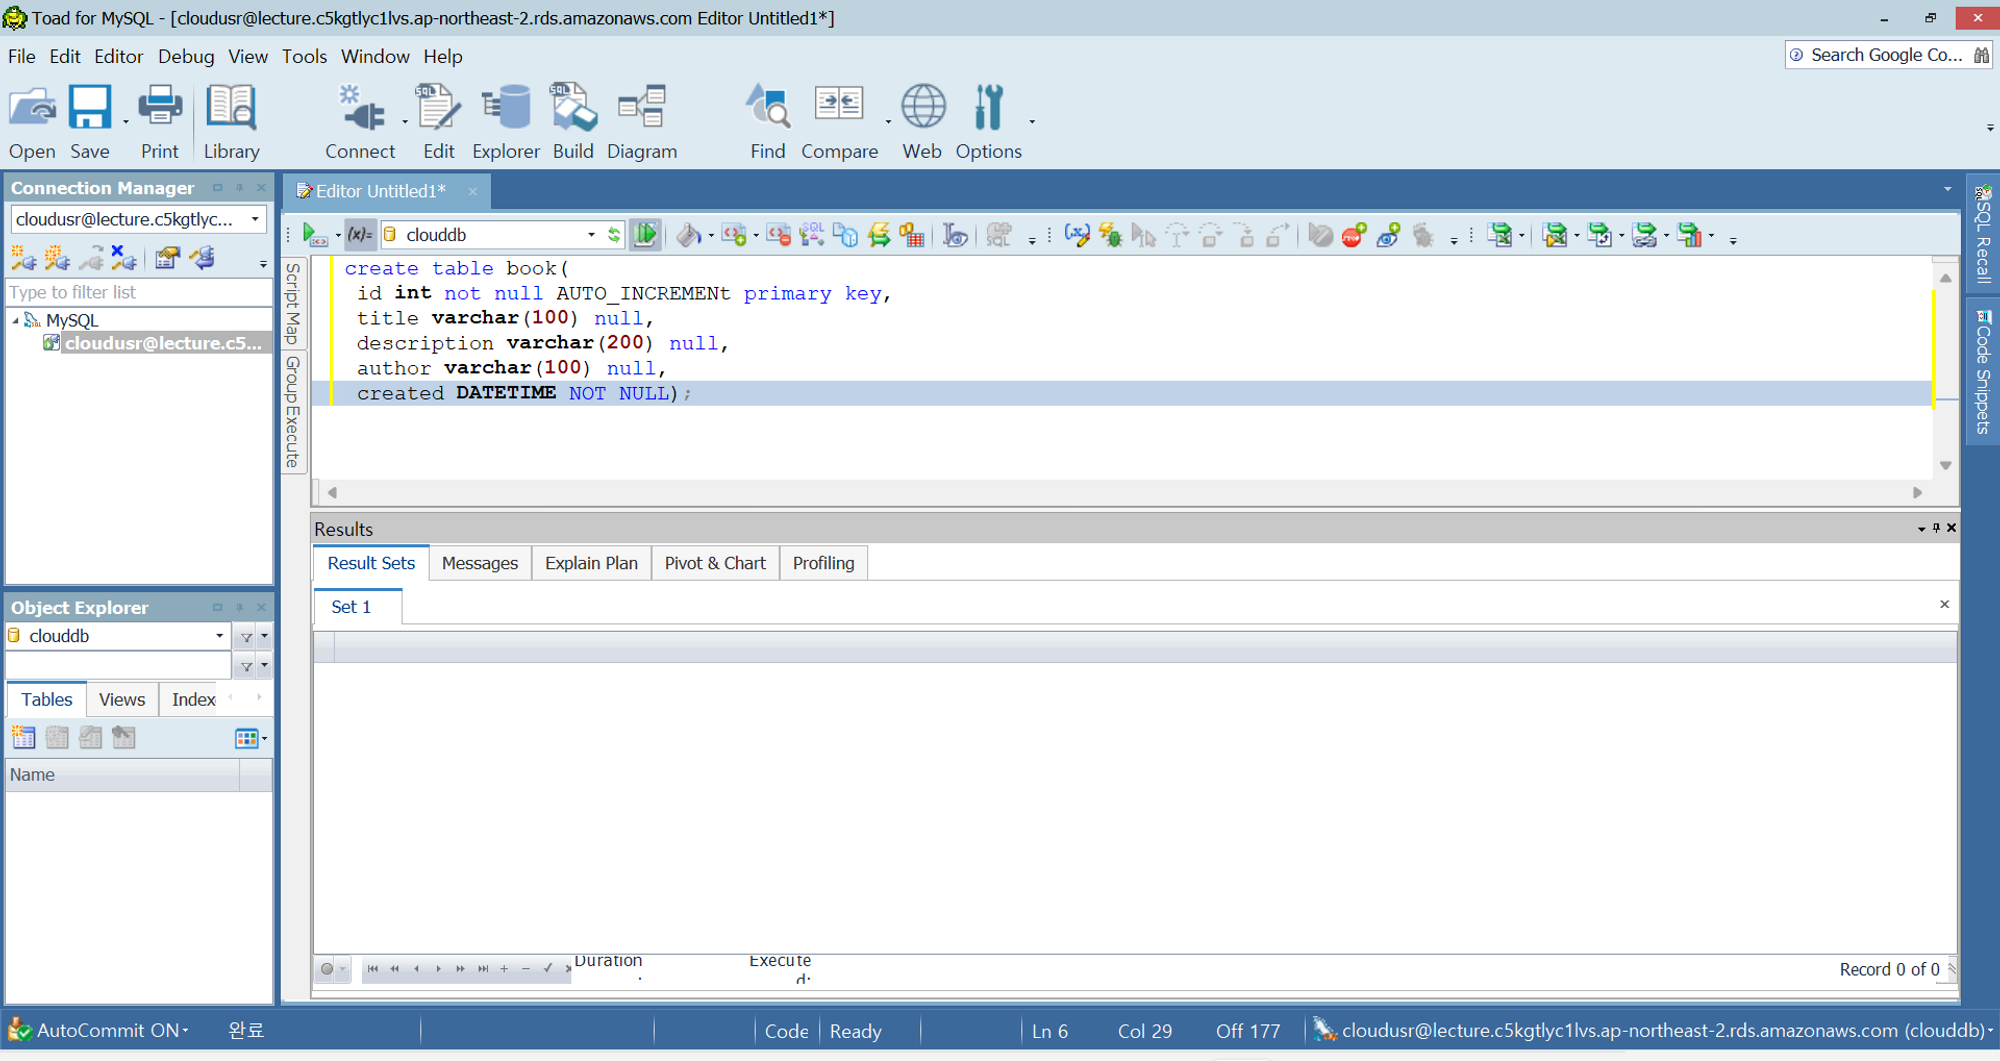 Toad for MySQL - [cloudusr@lecture.c5kgtlyc1lvs.ap-northeast-2.rds.amazonaws.com Editor Untitled1*]
File Edit Editor Debug View Tools Window Help
Search Google Co...
Open Save Print Library Connect Edit Explorer Build Diagram Find Compare Web Options
Connection Manager
cloudusr@lecture.c5kgtlyc...
Type to filter list
MySQL
cloudusr@lecture.c5...
Object Explorer
clouddb
Tables Views Index
Name
Editor Untitled1*
(x)= clouddb
Script Map
Group Execute
create table book(
id int not null AUTO_INCREMENt primary key,
title varchar(100) null,
description varchar(200) null,
author varchar(100) null,
created DATETIME NOT NULL);
SQL Recall
Code Snippets
Results
Result Sets Messages Explain Plan Pivot & Chart Profiling
Set 1
Duration
:
Execute
d:
Record 0 of 0
AutoCommit ON 완료 Code Ready Ln 6 Col 29 Off 177 cloudusr@lecture.c5kgtlyc1lvs.ap-northeast-2.rds.amazonaws.com (clouddb)